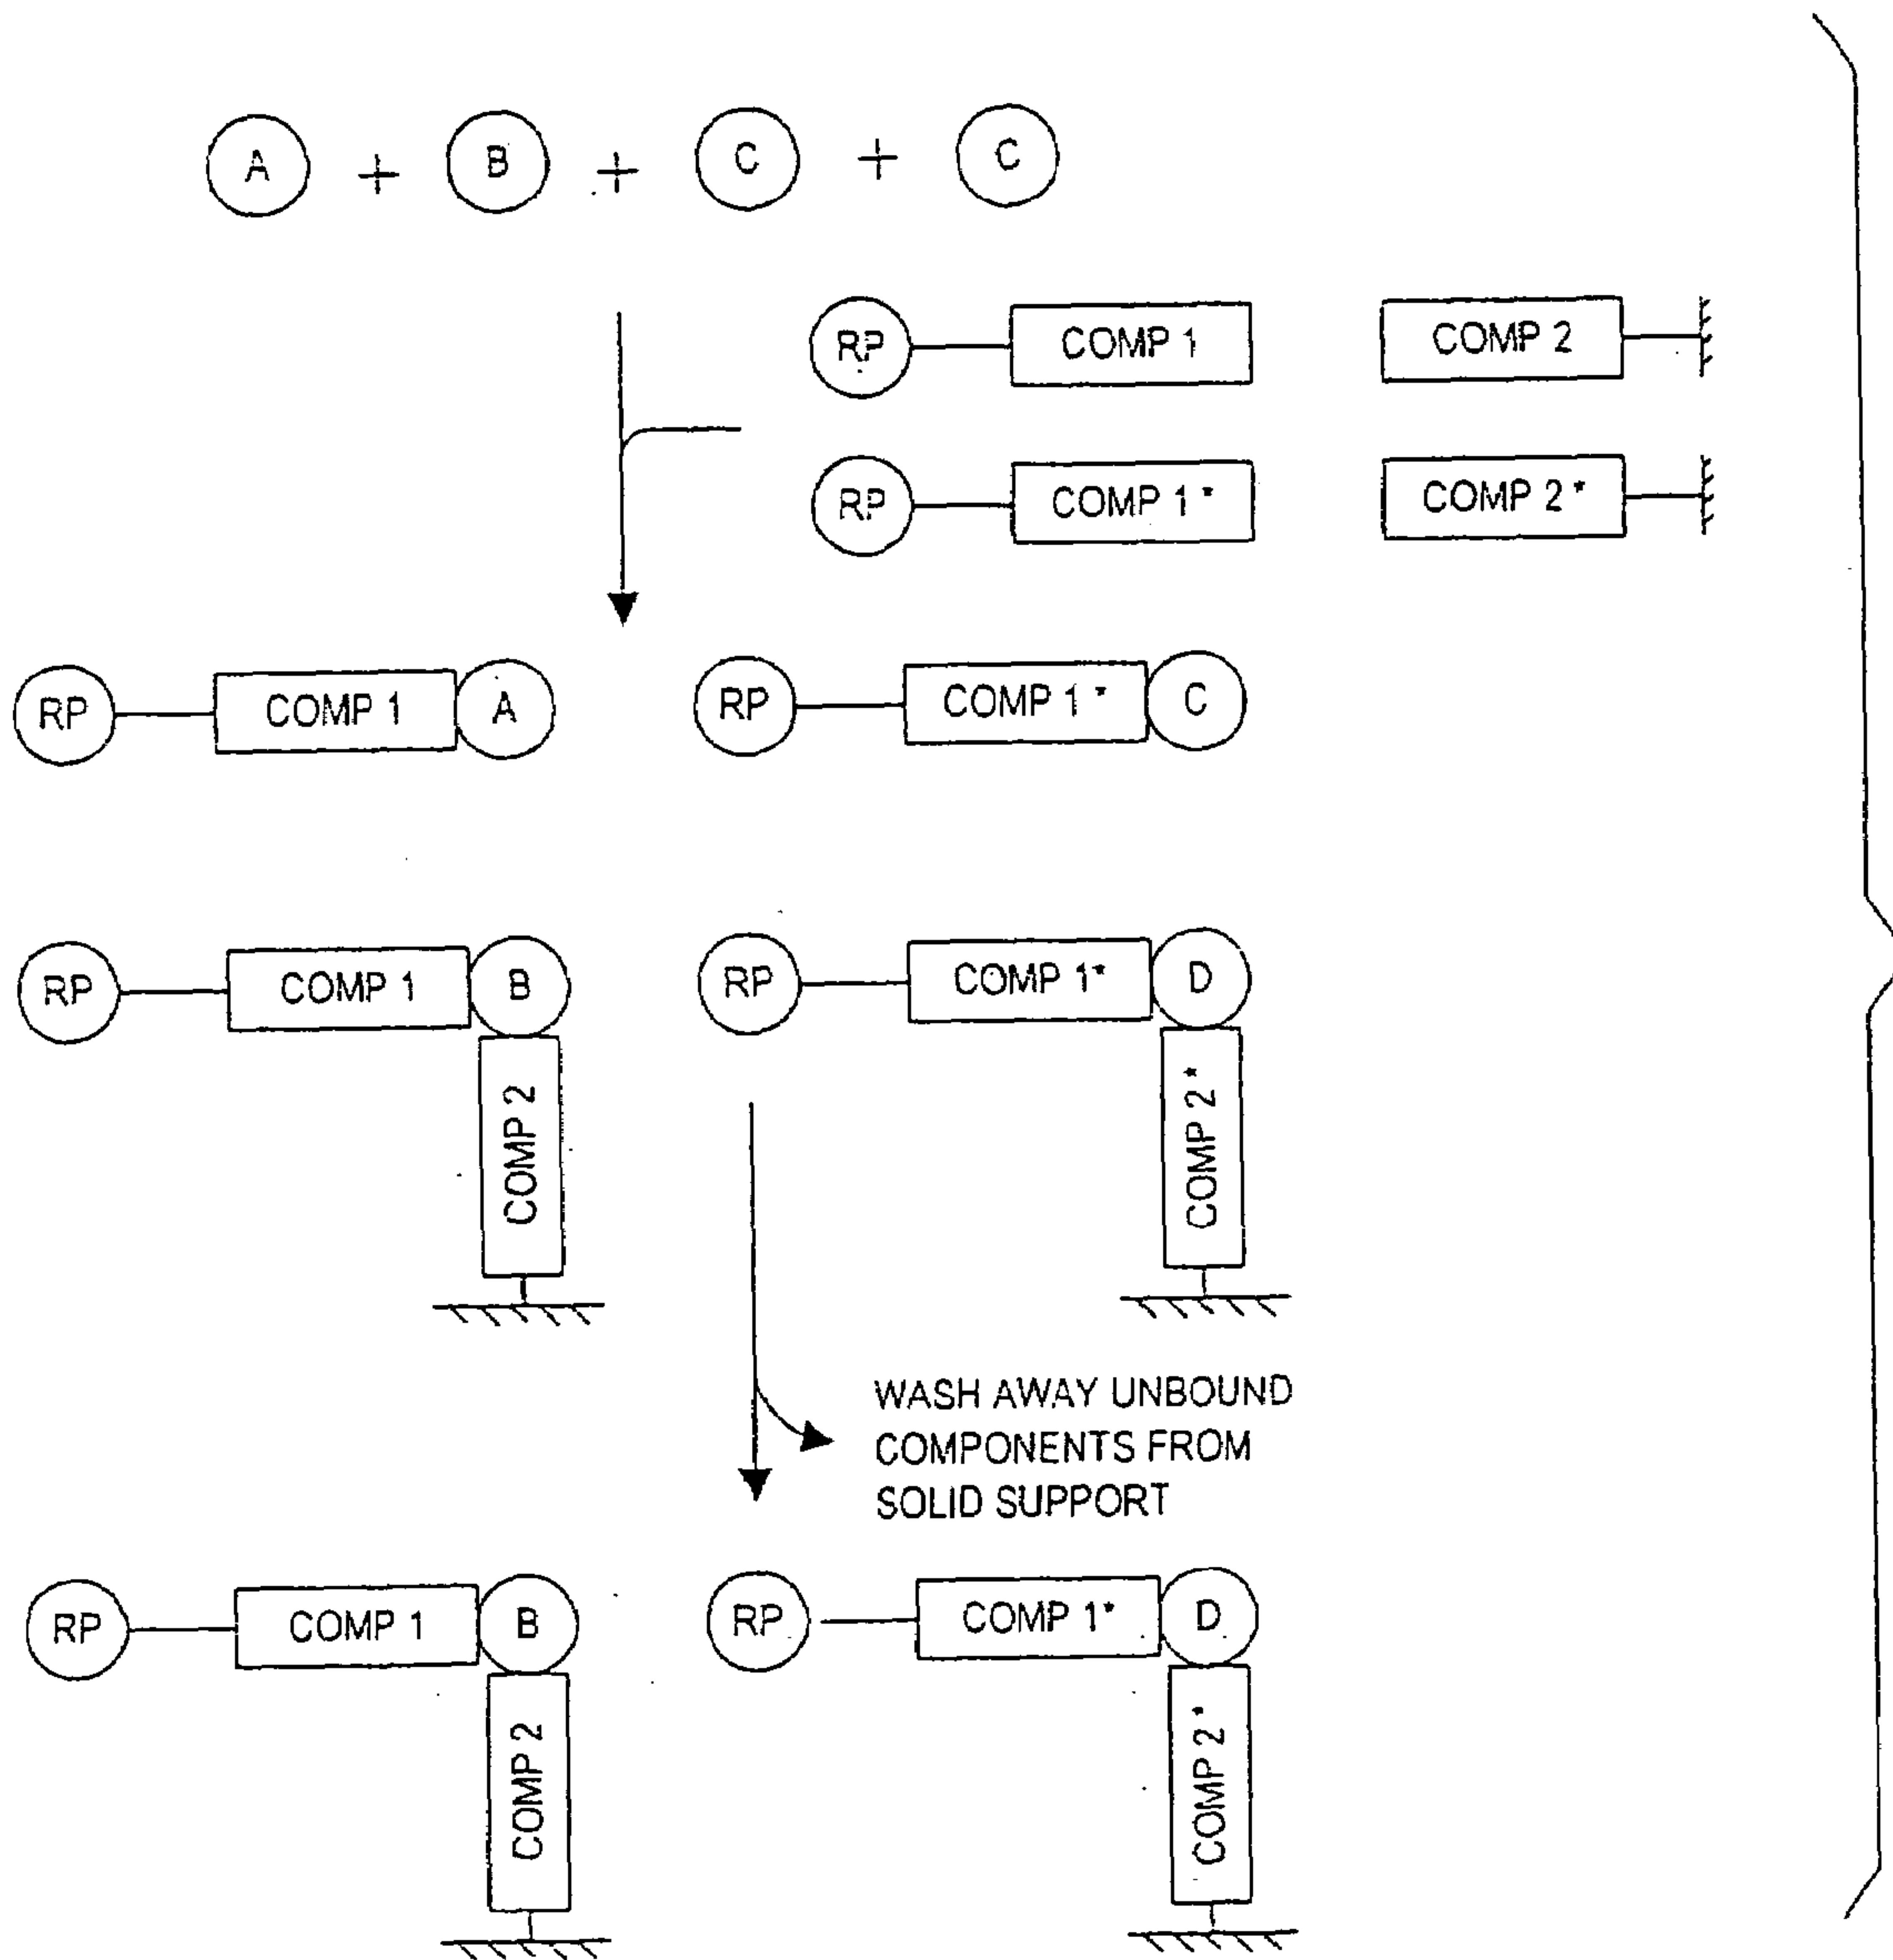 A + B + C + C
RP COMP 1 COMP 2
RP COMP 1* COMP 2*
RP COMP 1 A RP COMP 1* C
RP COMP 1 B RP COMP 1* D
COMP 2 COMP 2*
WASH AWAY UNBOUND
COMPONENTS FROM
SOLID SUPPORT
RP COMP 1 B RP COMP 1* D
COMP 2 COMP 2*